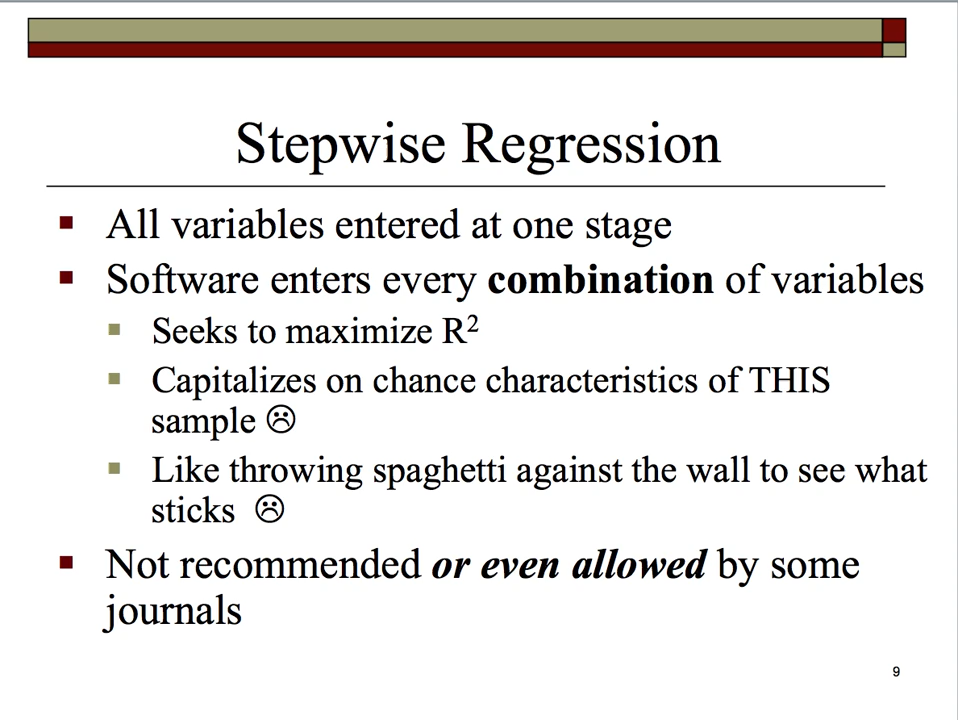 Stepwise Regression
All variables entered at one stage
Software enters every combination of variables
Seeks to maximize R²
Capitalizes on chance characteristics of THIS
sample ☹
Like throwing spaghetti against the wall to see what
sticks ☹
Not recommended or even allowed by some
journals
9